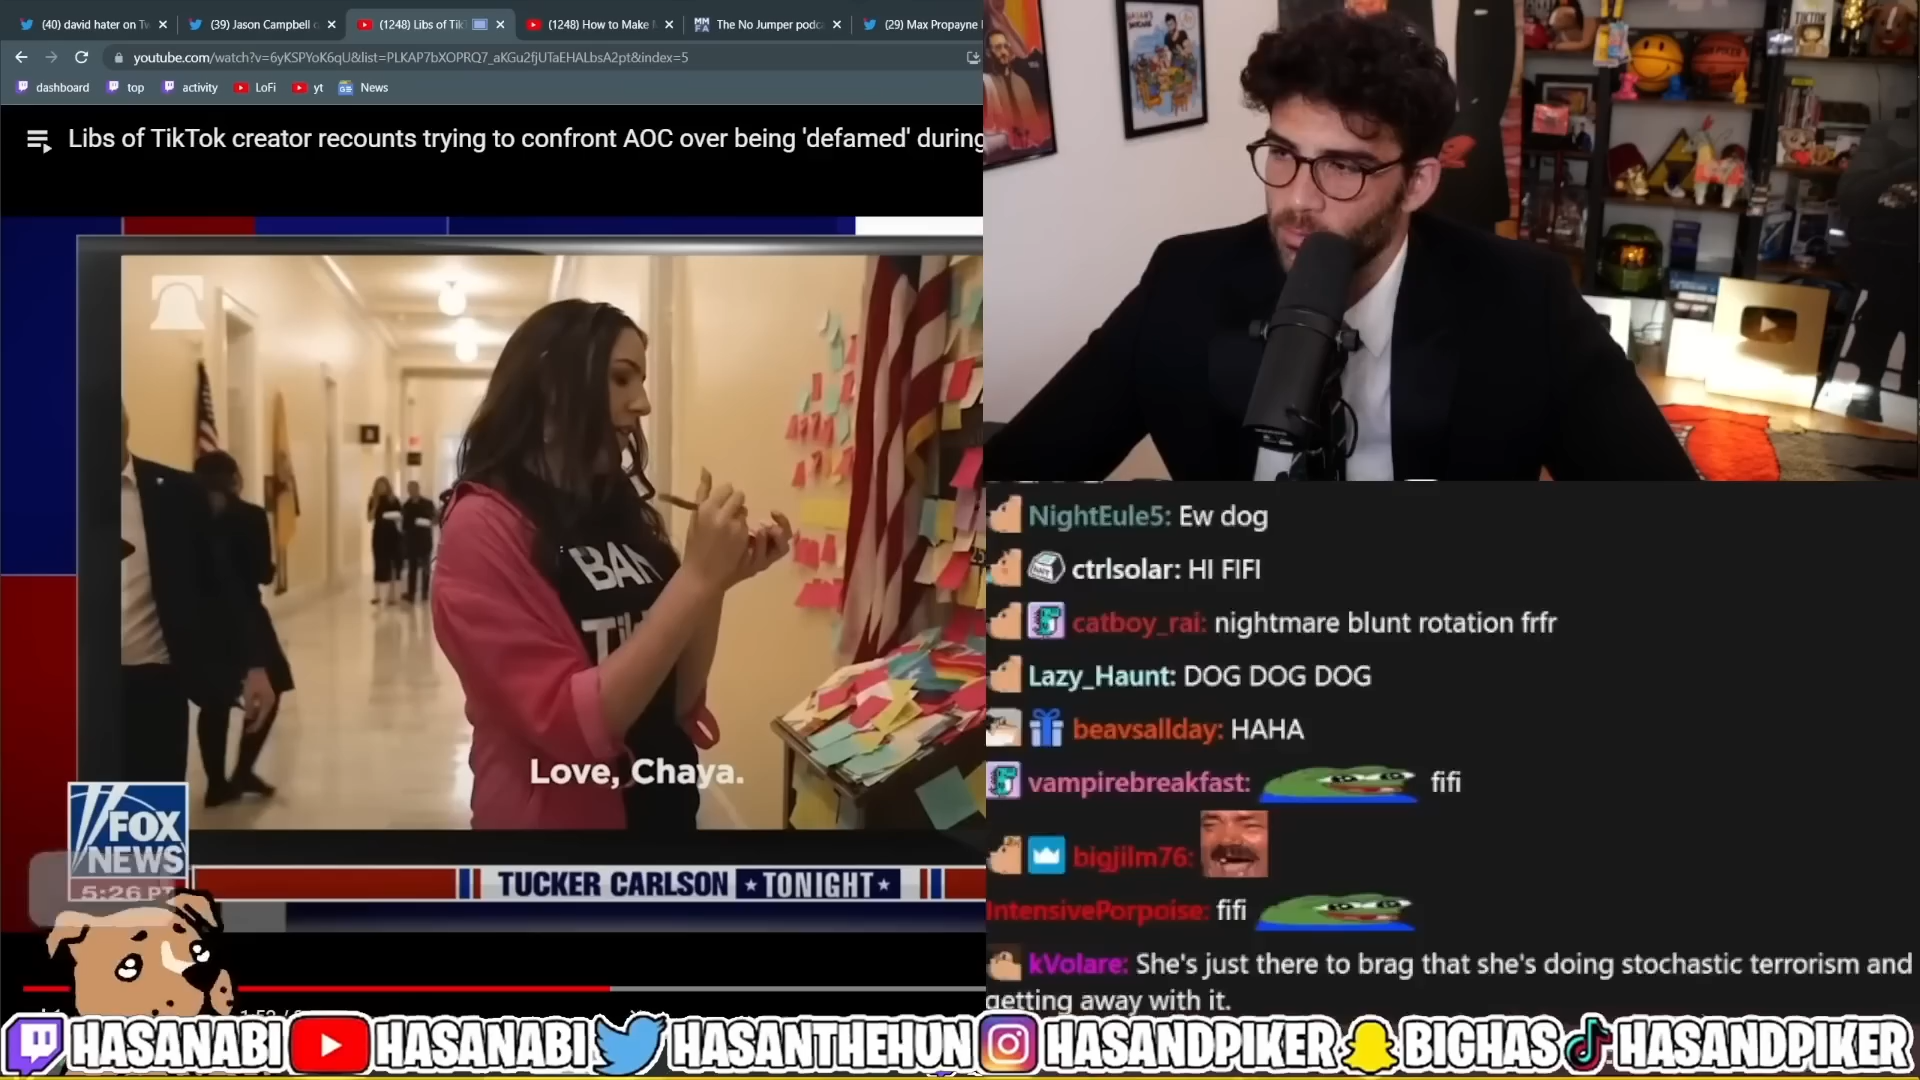 (40) david hater on Tw
(39) Jason Campbell
(1248) Libs of Tik
(1248) How to Make
The No Jumper podc
(29) Max Propayne
youtube.com/watch?v=6yKSPYoK6qU&list=PLKAP7bXOPRQ7_aKGu2fjUTaEHALbsA2pt&index=5
dashboard
top
activity
LoFi
yt
News
Libs of TikTok creator recounts trying to confront AOC over being 'defamed' during
BAN
Tik
Love, Chaya.
FOX
NEWS
5:26 PT
TUCKER CARLSON TONIGHT
NightEule5: Ew dog
ctrlsolar: HI FIFI
catboy_rai: nightmare blunt rotation frfr
Lazy_Haunt: DOG DOG DOG
beavsallday: HAHA
vampirebreakfast: fifi
bigjilm76:
IntensivePorpoise: fifi
kVolare: She's just there to brag that she's doing stochastic terrorism and
getting away with it.
HASANABI
HASANABI
HASANTHEHUN
HASANDPIKER
BIGHAS
HASANDPIKER